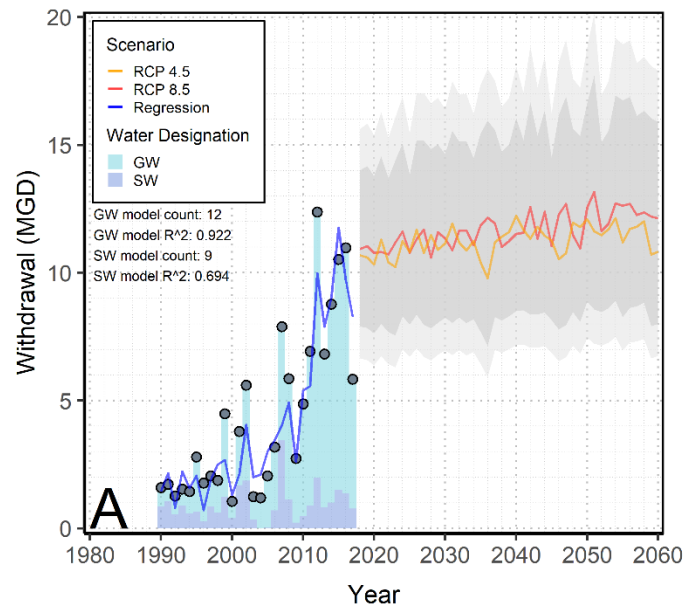 20
15
10
5
0
Withdrawal (MGD)
Scenario
RCP 4.5
RCP 8.5
Regression
Water Designation
GW
SW
GW model count: 12
GW model R^2: 0.922
SW model count: 9
SW model R^2: 0.694
A
1980 1990 2000 2010 2020 2030 2040 2050 2060
Year